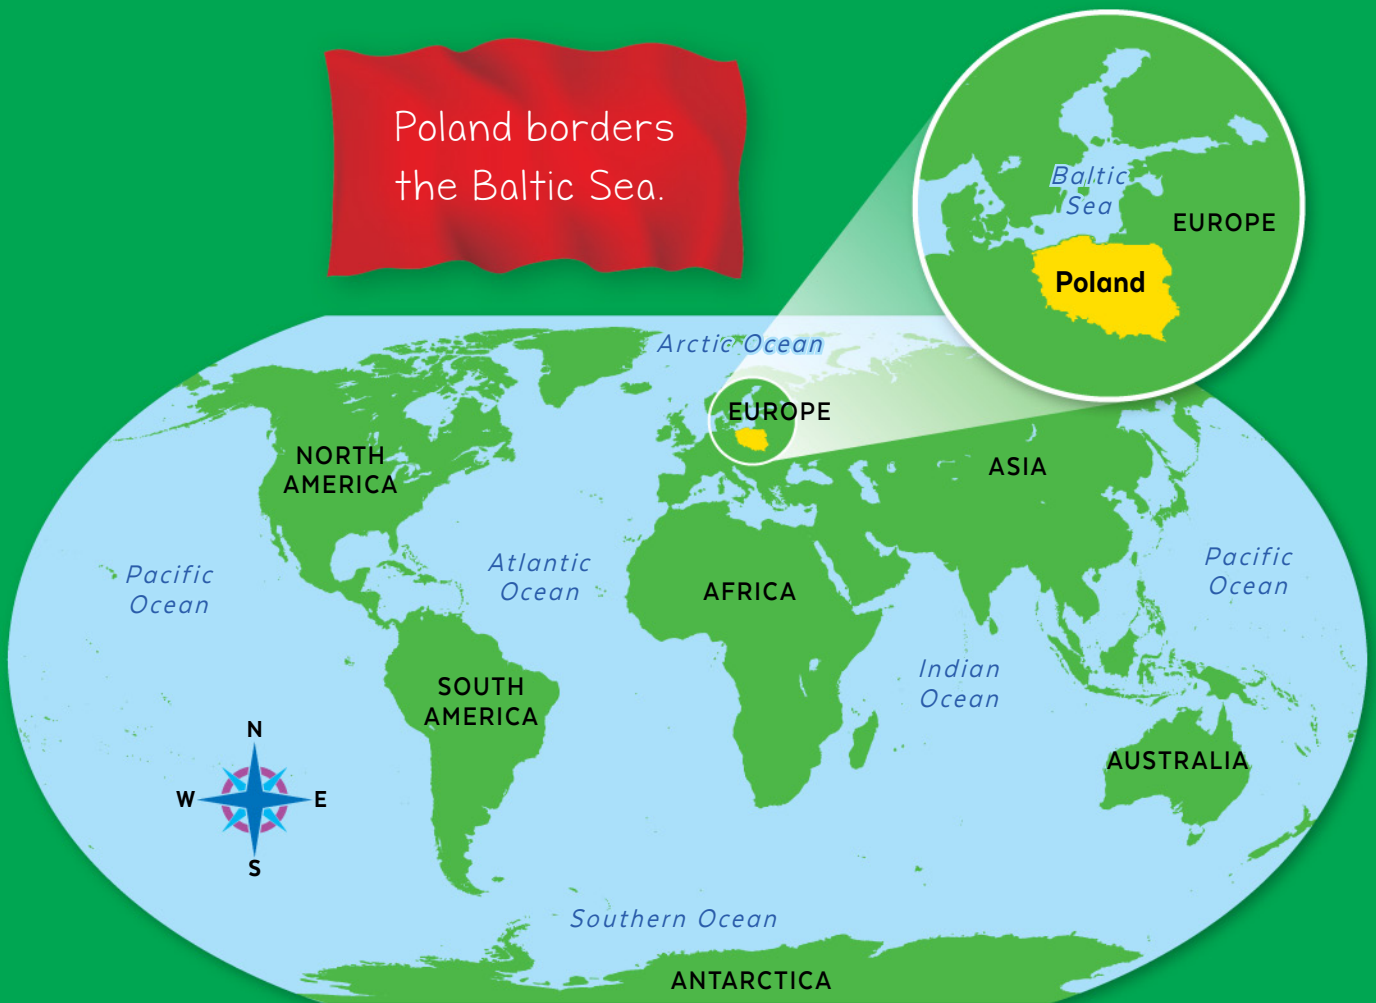 Poland borders
the Baltic Sea.
Baltic
Sea
EUROPE
Poland
Arctic Ocean
EUROPE
NORTH
AMERICA
ASIA
Atlantic
Ocean
Pacific
Ocean
AFRICA
Pacific
Ocean
Indian
Ocean
SOUTH
AMERICA
AUSTRALIA
N
W
E
S
Southern Ocean
ANTARCTICA